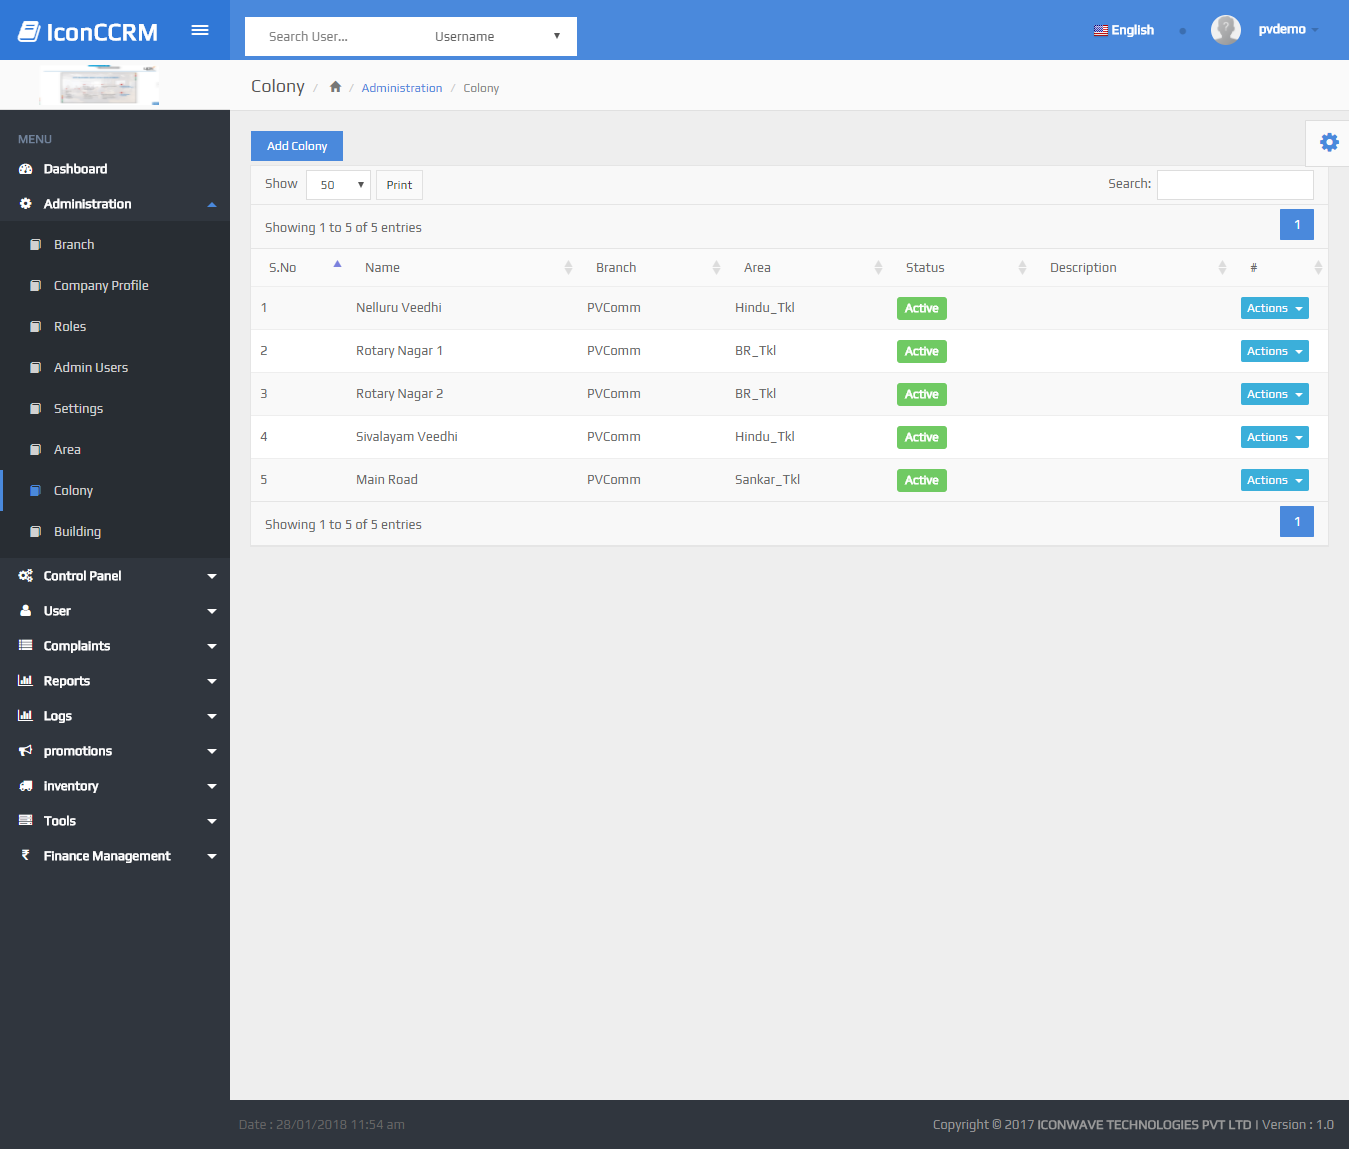 IconCCRM
Search User...
Username
English
pvdemo
Colony / / Administration / Colony
MENU
Dashboard
Administration
Branch
Company Profile
Roles
Admin Users
Settings
Area
Colony
Building
Control Panel
User
Complaints
Reports
Logs
promotions
Inventory
Tools
Finance Management
Add Colony
Show 50 Print Search:
Showing 1 to 5 of 5 entries 1
S.No Name Branch Area Status Description #
1 Nelluru Veedhi PVComm Hindu_Tkl Active Actions
2 Rotary Nagar 1 PVComm BR_Tkl Active Actions
3 Rotary Nagar 2 PVComm BR_Tkl Active Actions
4 Sivalayam Veedhi PVComm Hindu_Tkl Active Actions
5 Main Road PVComm Sankar_Tkl Active Actions
Showing 1 to 5 of 5 entries 1
Date : 28/01/2018 11:54 am
Copyright © 2017 ICONWAVE TECHNOLOGIES PVT LTD | Version : 1.0